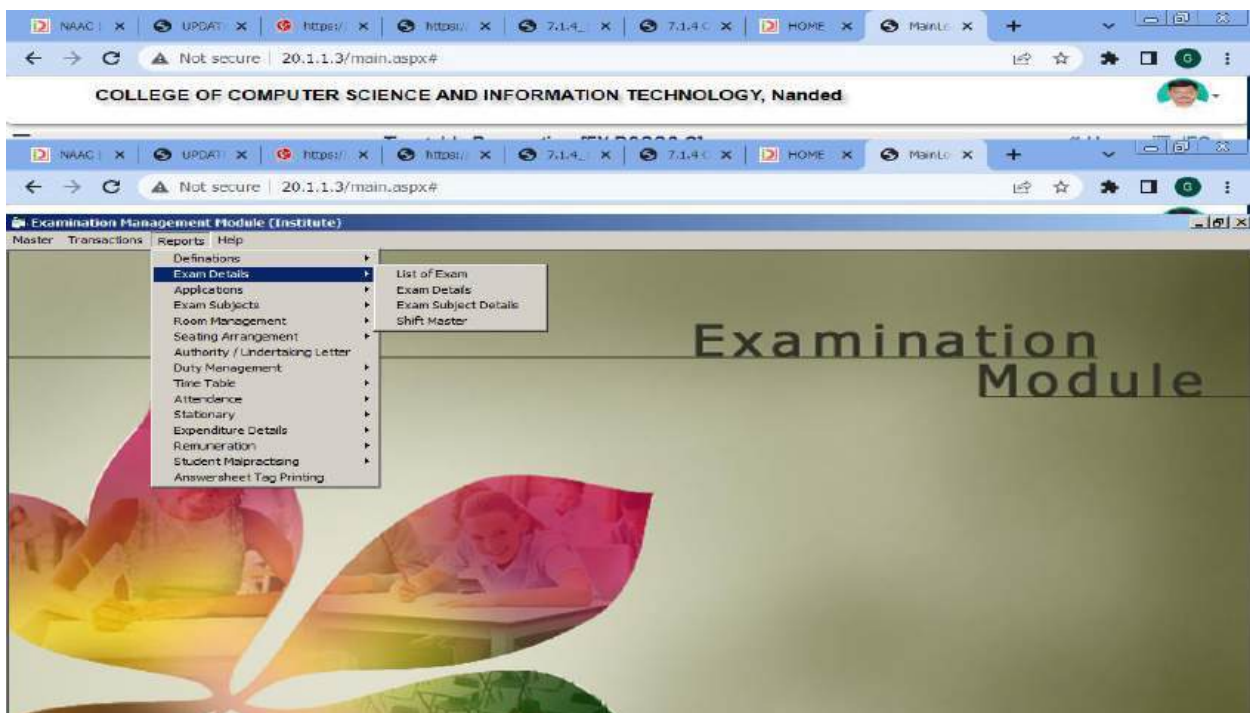 NAAC UPDAT https:/ https:/ 7.1.4_ 7.1.4 C HOME MainLo
Not secure 20.1.1.3/main.aspx#
G
COLLEGE OF COMPUTER SCIENCE AND INFORMATION TECHNOLOGY, Nanded
NAAC UPDAT https:/ https:/ 7.1.4_ 7.1.4 C HOME MainLo
Not secure 20.1.1.3/main.aspx#
G
Examination Management Module (Institute)
Master Transactions Reports Help
Definations
Exam Details List of Exam
Applications Exam Details
Exam Subjects Exam Subject Details
Room Management Shift Master
Seating Arrangement
Authority / Undertaking Letter
Duty Management
Time Table
Attendance
Stationary
Expenditure Details
Remuneration
Student Malpractising
Answersheet Tag Printing
Examination
Module